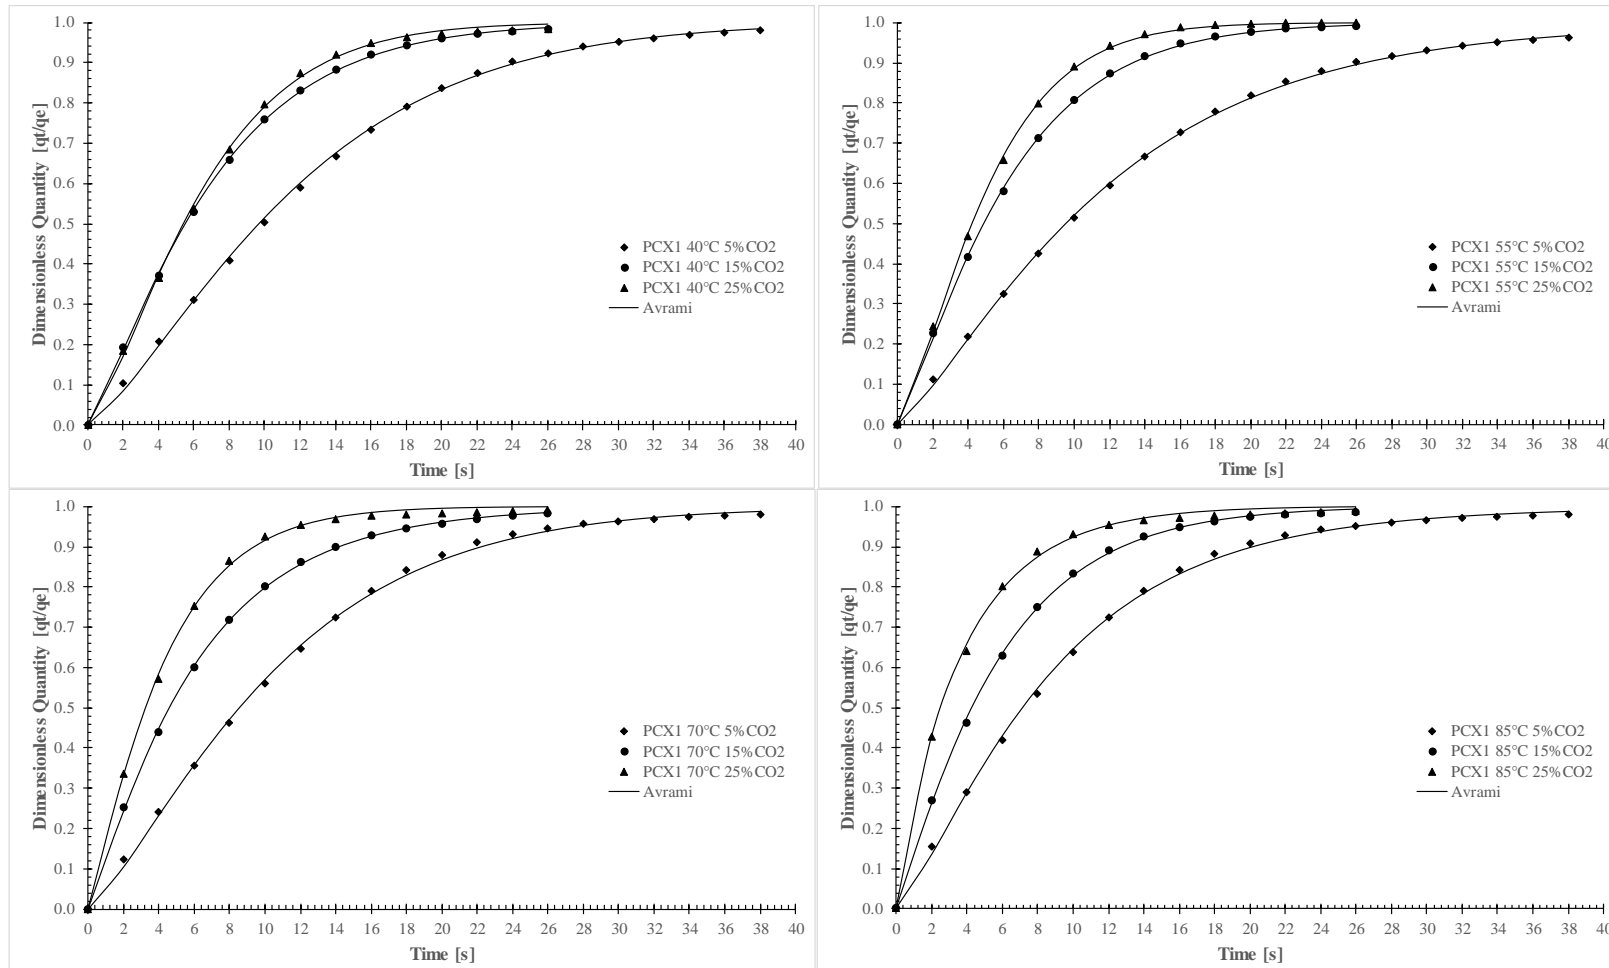 Dimensionless Quantity [qt/qe]
1.0
0.9
0.8
0.7
0.6
0.5
0.4
0.3
0.2
0.1
0.0
0 2 4 6 8 10 12 14 16 18 20 22 24 26 28 30 32 34 36 38 40
Time [s]
PCX1 40°C 5%CO2
PCX1 40°C 15%CO2
PCX1 40°C 25%CO2
Avrami
Dimensionless Quantity [qt/qe]
1.0
0.9
0.8
0.7
0.6
0.5
0.4
0.3
0.2
0.1
0.0
0 2 4 6 8 10 12 14 16 18 20 22 24 26 28 30 32 34 36 38 40
Time [s]
PCX1 55°C 5%CO2
PCX1 55°C 15%CO2
PCX1 55°C 25%CO2
Avrami
Dimensionless Quantity [qt/qe]
1.0
0.9
0.8
0.7
0.6
0.5
0.4
0.3
0.2
0.1
0.0
0 2 4 6 8 10 12 14 16 18 20 22 24 26 28 30 32 34 36 38 40
Time [s]
PCX1 70°C 5%CO2
PCX1 70°C 15%CO2
PCX1 70°C 25%CO2
Avrami
Dimensionless Quantity [qt/qe]
1.0
0.9
0.8
0.7
0.6
0.5
0.4
0.3
0.2
0.1
0.0
0 2 4 6 8 10 12 14 16 18 20 22 24 26 28 30 32 34 36 38 40
Time [s]
PCX1 85°C 5%CO2
PCX1 85°C 15%CO2
PCX1 85°C 25%CO2
Avrami